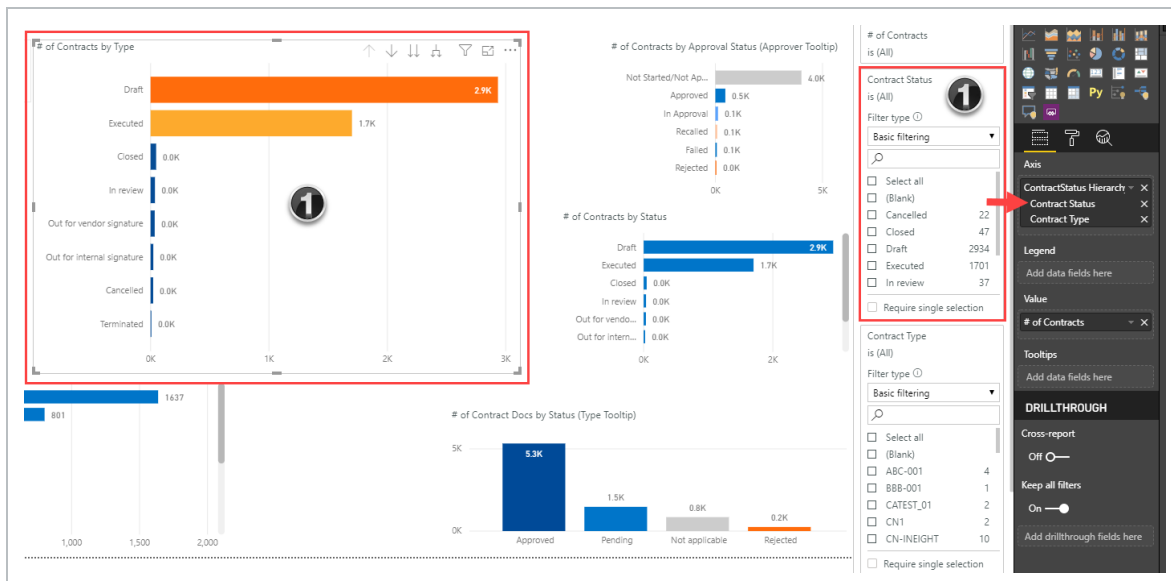 # of Contracts by Type
Draft
2.9K
Executed
1.7K
Closed
0.0K
In review
0.0K
Out for vendor signature
0.0K
Out for internal signature
0.0K
Cancelled
0.0K
Terminated
0.0K
0K
1K
2K
3K
1
# of Contracts by Approval Status (Approver Tooltip)
Not Started/Not Ap...
4.0K
Approved
0.5K
In Approval
0.1K
Recalled
0.1K
Failed
0.1K
Rejected
0.0K
0K
5K
# of Contracts by Status
Draft
2.9K
Executed
1.7K
Closed
0.0K
In review
0.0K
Out for vendo...
0.0K
Out for intern...
0.0K
0K
2K
1637
801
1,000
1,500
2,000
# of Contract Docs by Status (Type Tooltip)
5K
0K
5.3K
1.5K
0.8K
0.2K
Approved
Pending
Not applicable
Rejected
# of Contracts
is (All)
Contract Status
is (All)
1
Filter type
Basic filtering
Select all
(Blank)
Cancelled 22
Closed 47
Draft 2934
Executed 1701
In review 37
Require single selection
Contract Type
is (All)
Filter type
Basic filtering
Select all
(Blank)
ABC-001 4
BBB-001 1
CATEST_01 2
CN1 2
CN-INEIGHT 10
Require single selection
Py
Axis
ContractStatus Hierarch
Contract Status
Contract Type
Legend
Add data fields here
Value
# of Contracts
Tooltips
Add data fields here
DRILLTHROUGH
Cross-report
Off
Keep all filters
On
Add drillthrough fields here